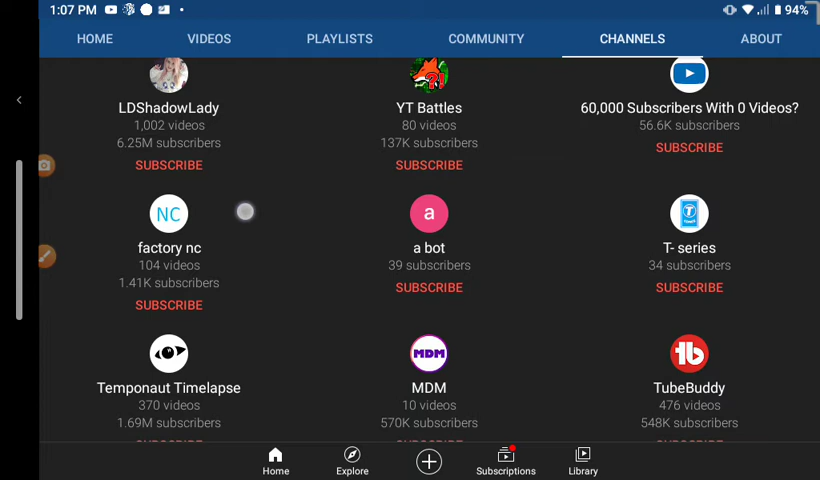 1:07 PM
94%
HOME VIDEOS PLAYLISTS COMMUNITY CHANNELS ABOUT
LDShadowLady
1,002 videos
6.25M subscribers
SUBSCRIBE
YT Battles
80 videos
137K subscribers
SUBSCRIBE
60,000 Subscribers With 0 Videos?
56.6K subscribers
SUBSCRIBE
NC
factory nc
104 videos
1.41K subscribers
SUBSCRIBE
a
a bot
39 subscribers
SUBSCRIBE
T- series
34 subscribers
SUBSCRIBE
Temponaut Timelapse
370 videos
1.69M subscribers
MDM
MDM
10 videos
570K subscribers
tb
TubeBuddy
476 videos
548K subscribers
Home Explore Subscriptions Library